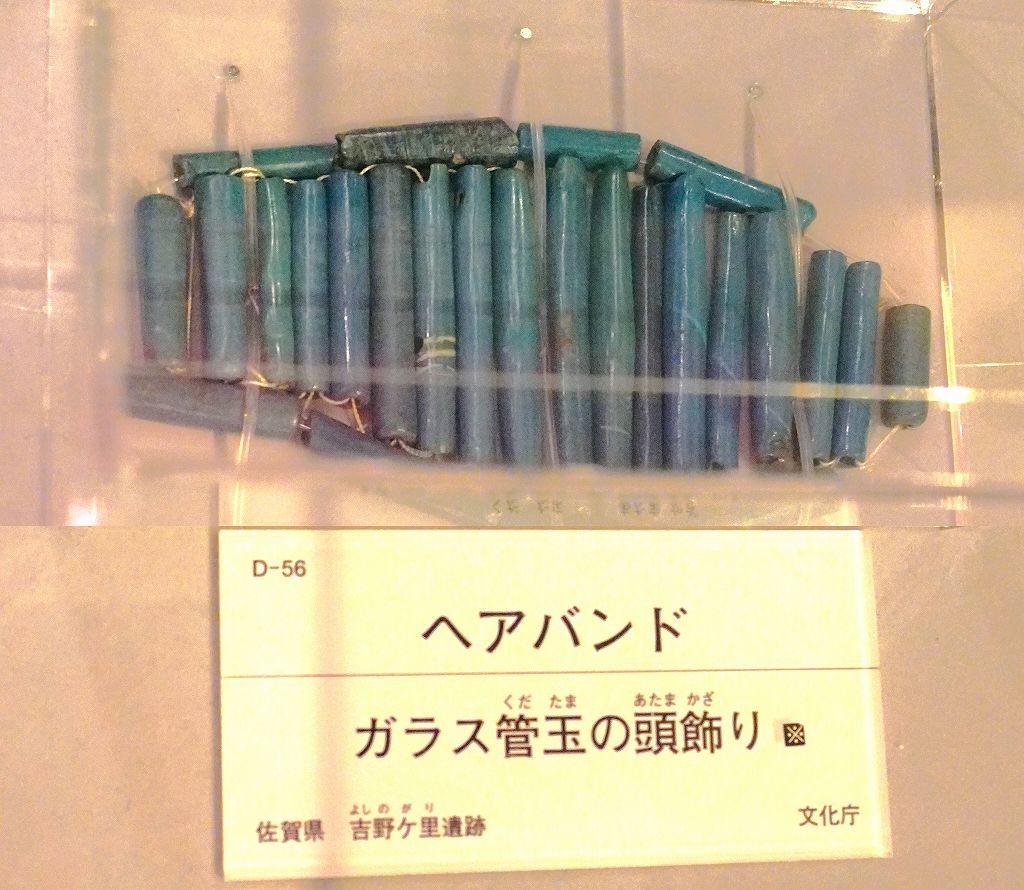 D-56
ヘアバンド
くだ たま あたま かざ
ガラス管玉の頭飾り ※
よし の が り
佐賀県 吉野ケ里遺跡
文化庁